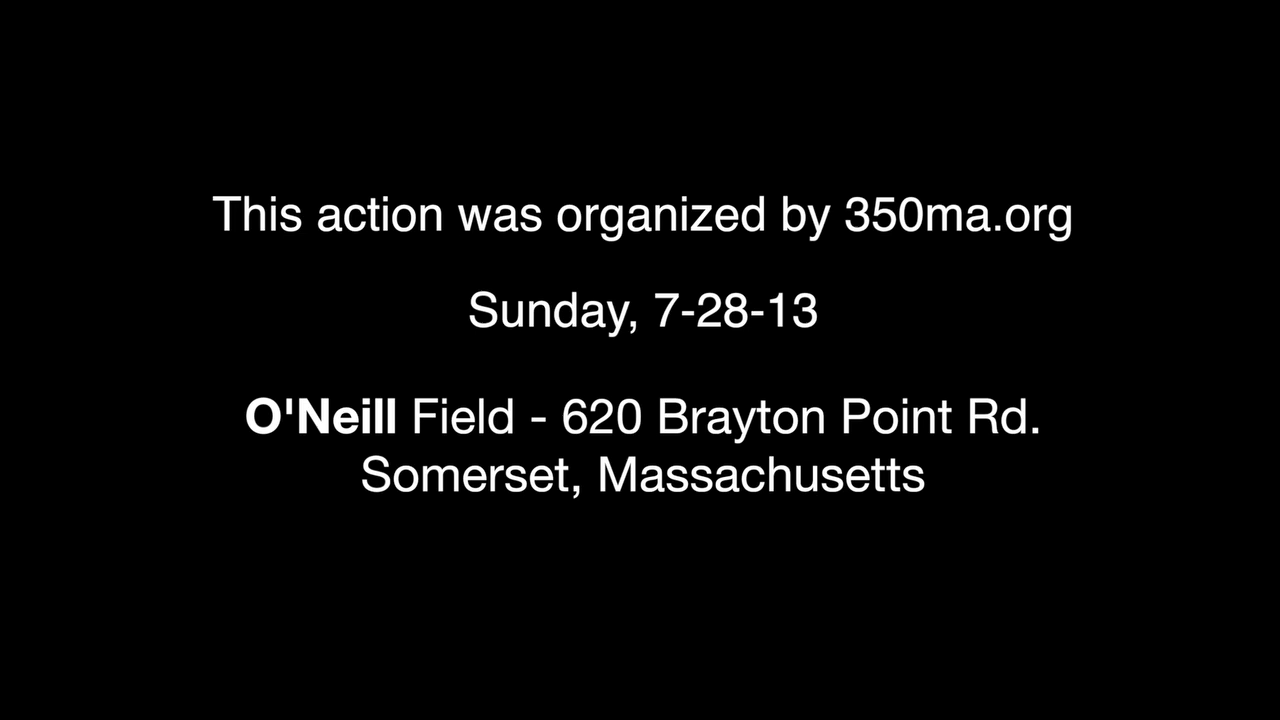 This action was organized by 350ma.org
Sunday, 7-28-13
O'Neill Field - 620 Brayton Point Rd.
Somerset, Massachusetts